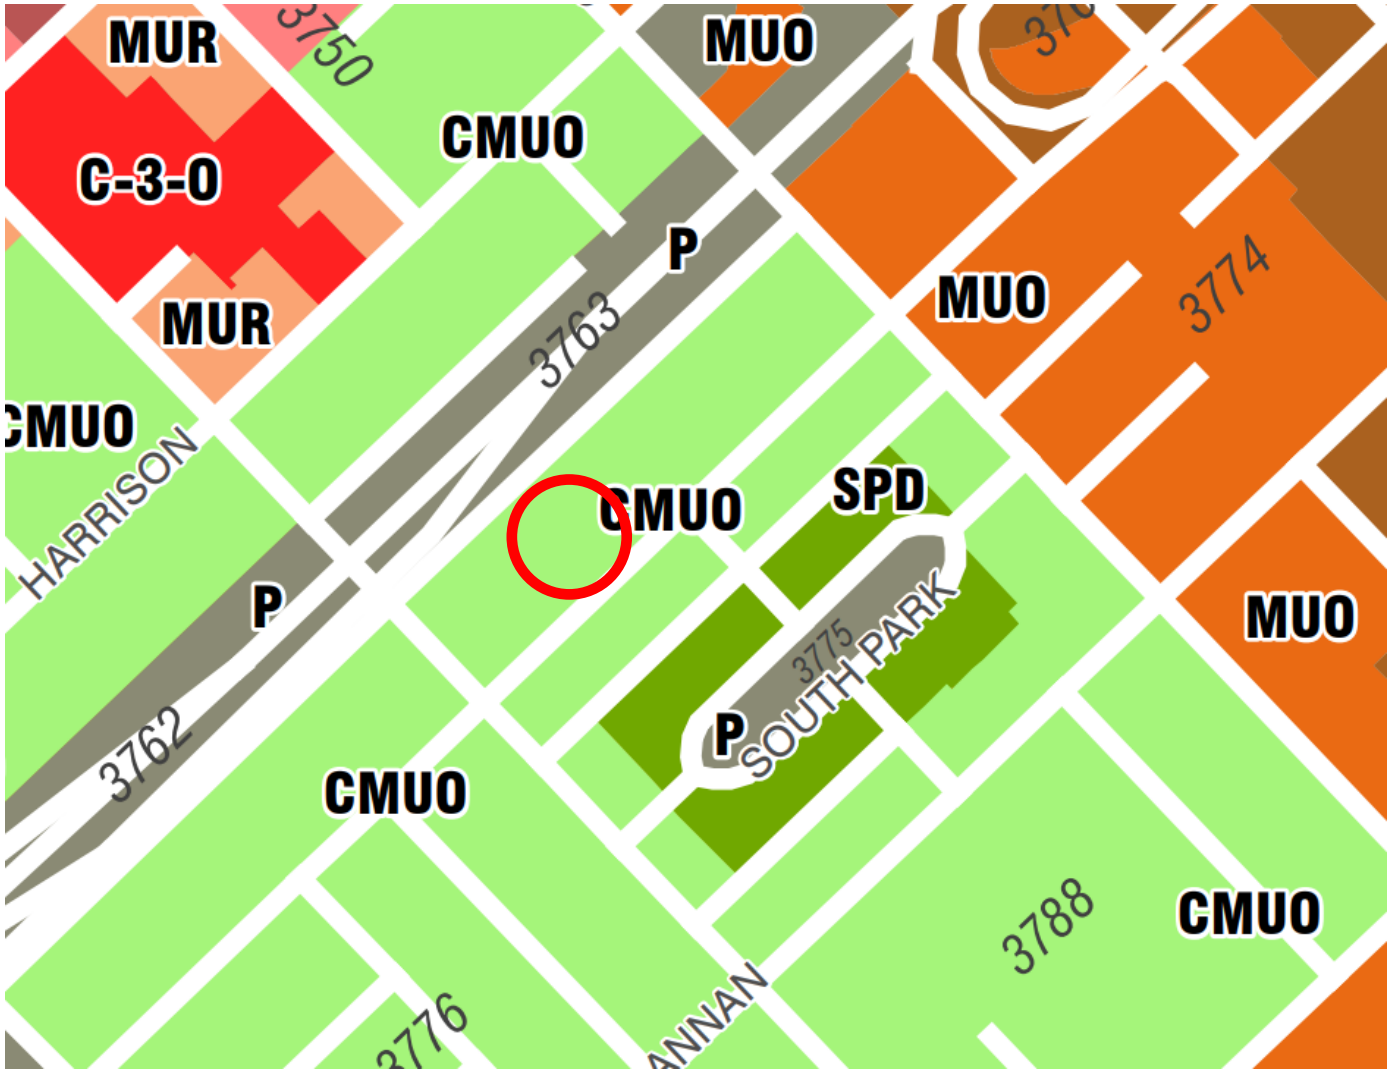 3750
MUR
MUO
CMUO
C-3-O
P
MUO
3774
MUR
3763
CMUO
HARRISON
SPD
CMUO
P
MUO
3775
SOUTH PARK
P
3762
CMUO
3788
CMUO
ANNAN
3776